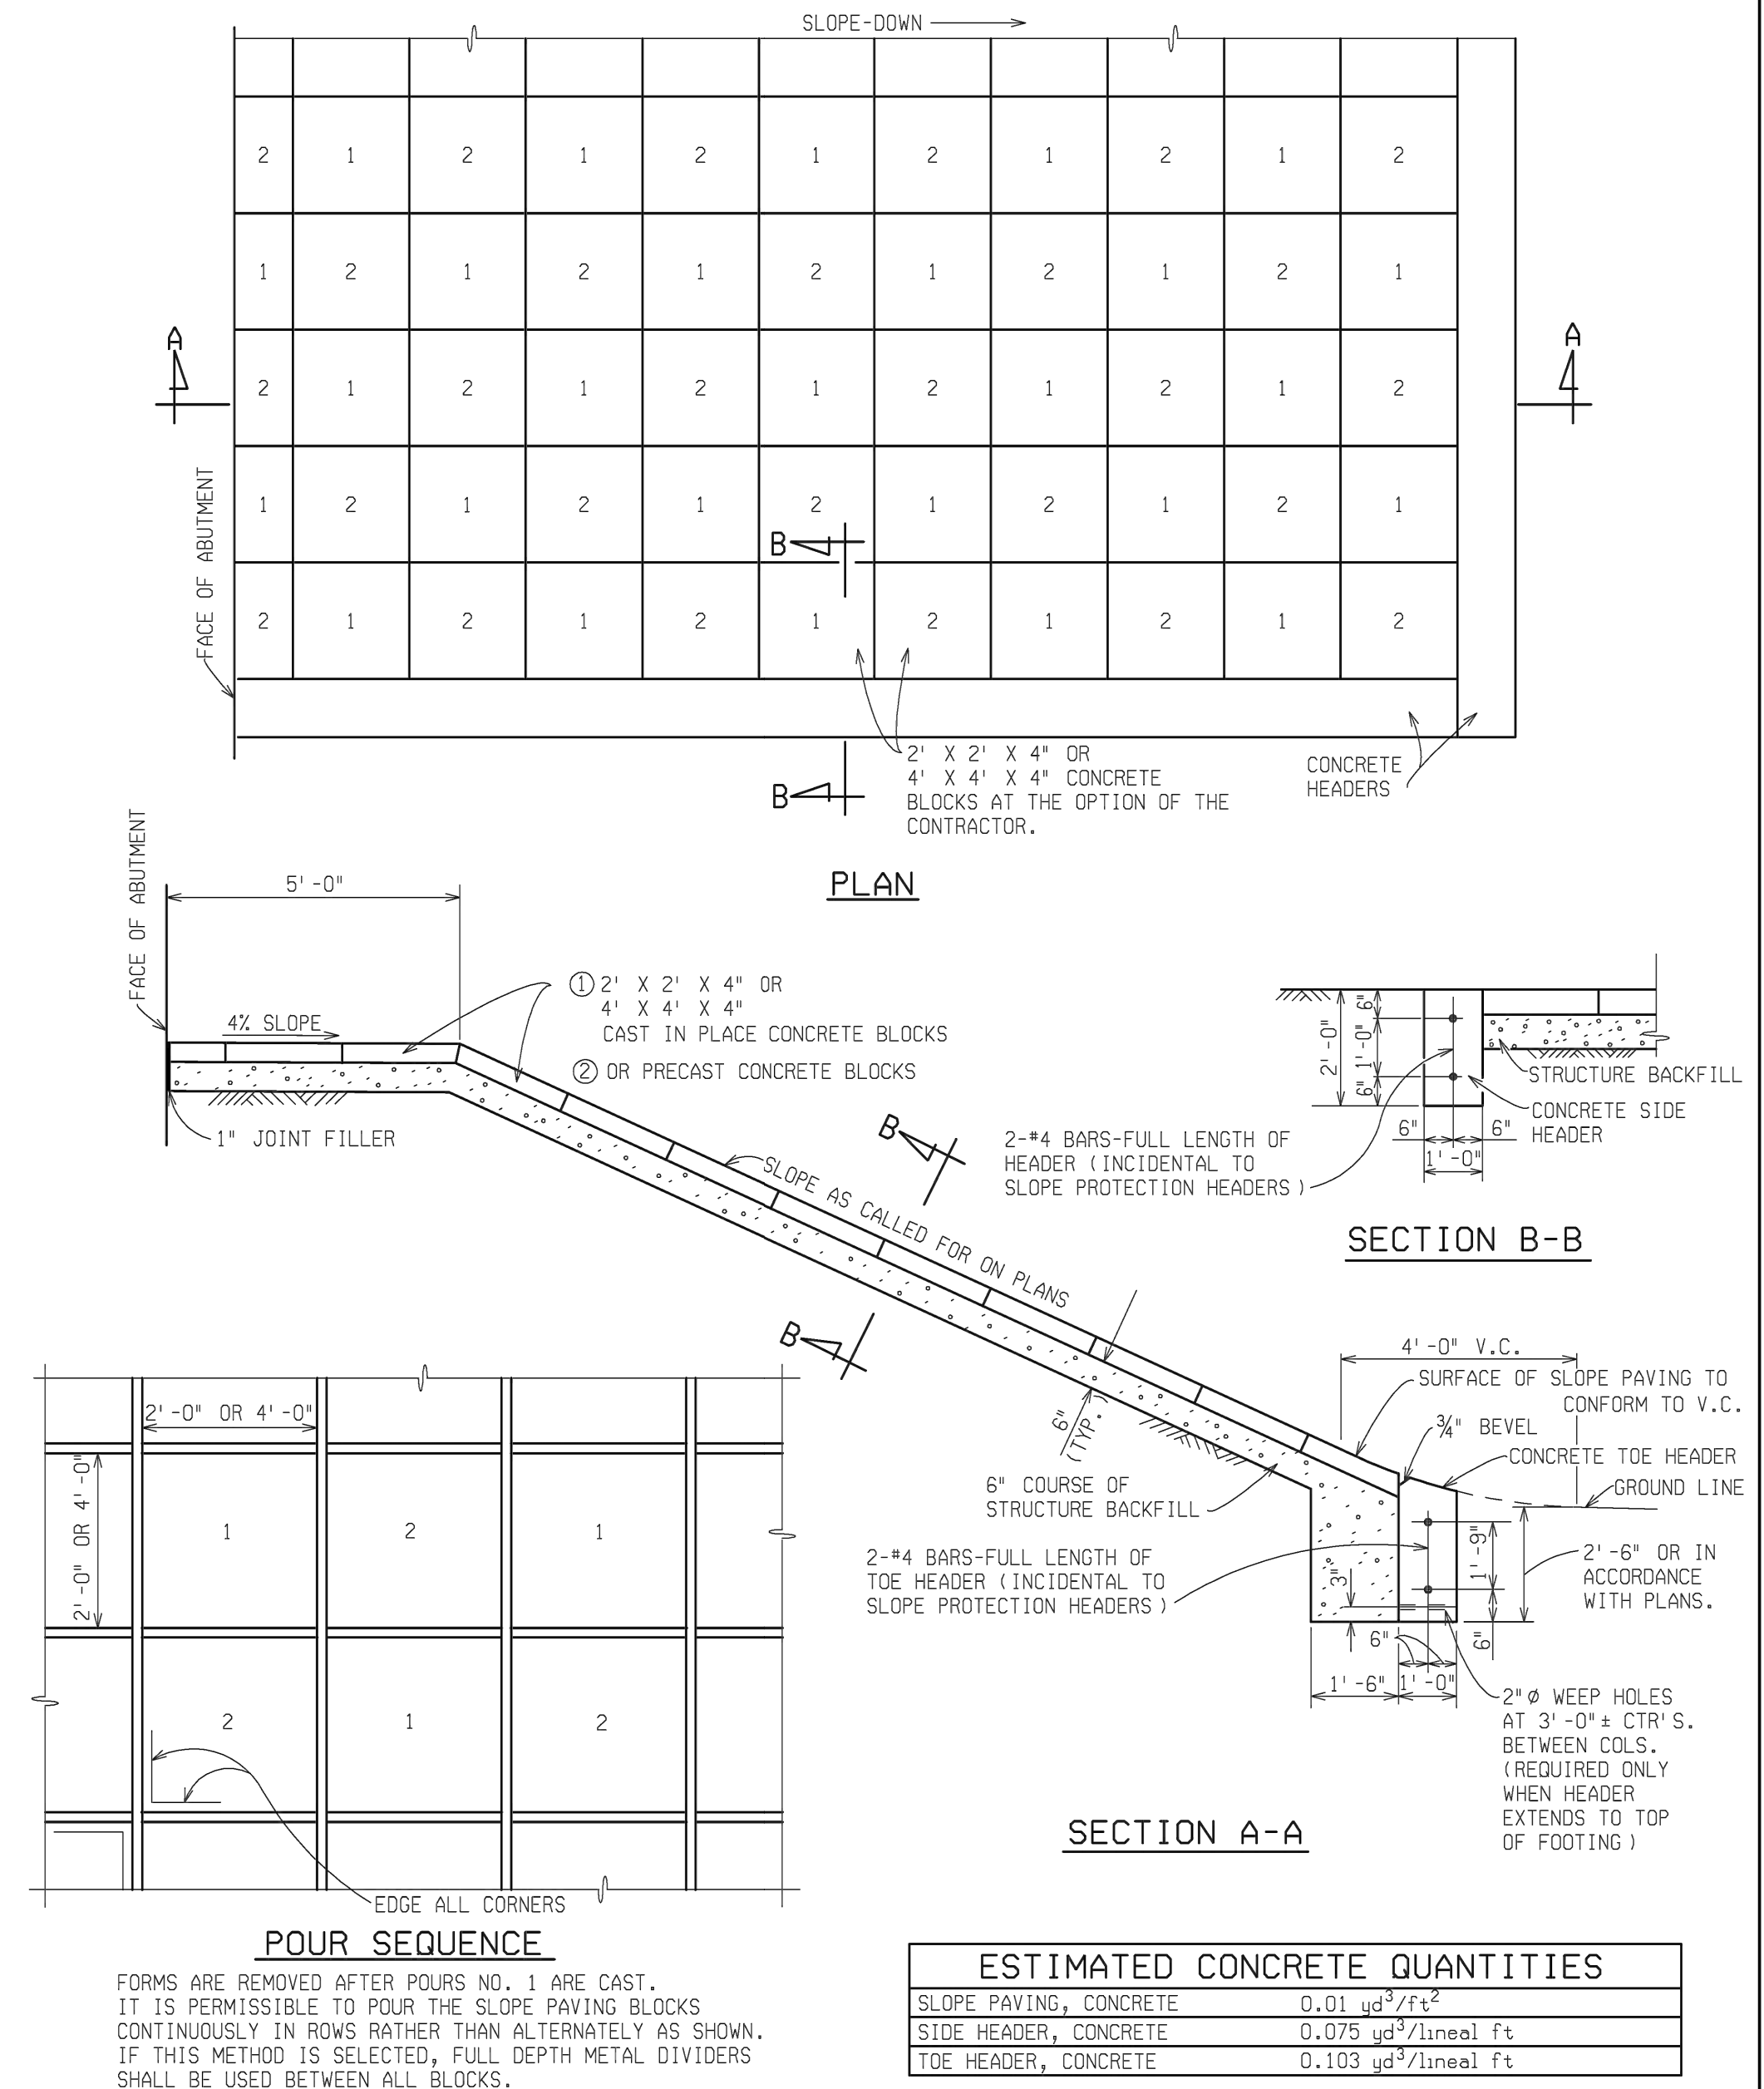 SLOPE-DOWN
2 1 2 1 2 1 2 1 2 1 2
1 2 1 2 1 2 1 2 1 2 1
A A
2 1 2 1 2 1 2 1 2 1 2
FACE OF ABUTMENT
1 2 1 2 1 2 1 2 1 2 1
B
2 1 2 1 2 1 2 1 2 1 2
2' X 2' X 4" OR
4' X 4' X 4" CONCRETE
BLOCKS AT THE OPTION OF THE
CONTRACTOR.
CONCRETE
HEADERS
B
PLAN
FACE OF ABUTMENT
5'-0"
4% SLOPE
1 2' X 2' X 4" OR
4' X 4' X 4"
CAST IN PLACE CONCRETE BLOCKS
2 OR PRECAST CONCRETE BLOCKS
1" JOINT FILLER
B
SLOPE AS CALLED FOR ON PLANS
B
6"
(TYP.)
6" COURSE OF
STRUCTURE BACKFILL
2-#4 BARS-FULL LENGTH OF
TOE HEADER (INCIDENTAL TO
SLOPE PROTECTION HEADERS)
4'-0" V.C.
SURFACE OF SLOPE PAVING TO
CONFORM TO V.C.
¾" BEVEL
CONCRETE TOE HEADER
GROUND LINE
1'-9"
2'-6" OR IN
ACCORDANCE
WITH PLANS.
3"
6"
6"
1'-6"
1'-0"
2"Ø WEEP HOLES
AT 3'-0"± CTR'S.
BETWEEN COLS.
(REQUIRED ONLY
WHEN HEADER
EXTENDS TO TOP
OF FOOTING)
SECTION A-A
2'-0"
6"
1'-0"
6"
STRUCTURE BACKFILL
CONCRETE SIDE
HEADER
6" 6"
1'-0"
2-#4 BARS-FULL LENGTH OF
HEADER (INCIDENTAL TO
SLOPE PROTECTION HEADERS)
SECTION B-B
2'-0" OR 4'-0"
2'-0" OR 4'-0"
1 2 1
2 1 2
EDGE ALL CORNERS
POUR SEQUENCE
FORMS ARE REMOVED AFTER POURS NO. 1 ARE CAST.
IT IS PERMISSIBLE TO POUR THE SLOPE PAVING BLOCKS
CONTINUOUSLY IN ROWS RATHER THAN ALTERNATELY AS SHOWN.
IF THIS METHOD IS SELECTED, FULL DEPTH METAL DIVIDERS
SHALL BE USED BETWEEN ALL BLOCKS.
ESTIMATED CONCRETE QUANTITIES
SLOPE PAVING, CONCRETE 0.01 yd³/ft²
SIDE HEADER, CONCRETE 0.075 yd³/lineal ft
TOE HEADER, CONCRETE 0.103 yd³/lineal ft